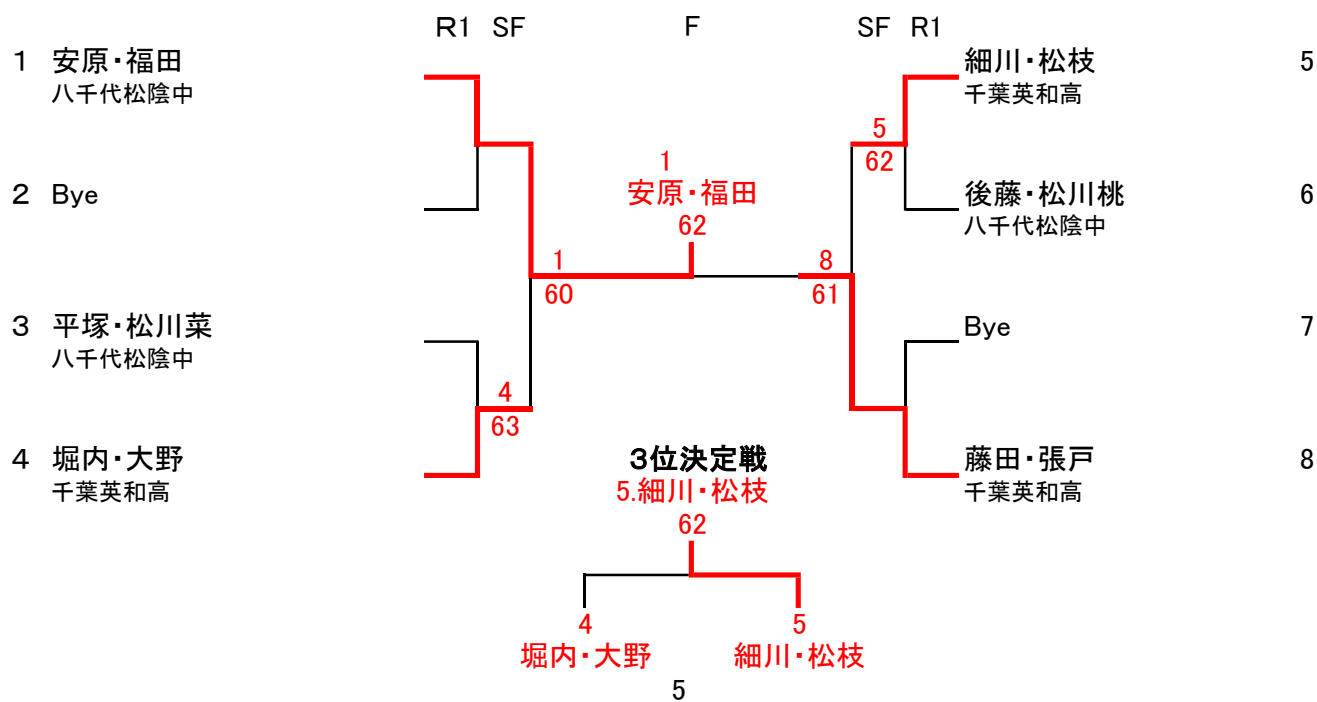 R1 SF F SF R1
1 安原・福田
八千代松陰中
2 Bye
3 平塚・松川菜
八千代松陰中
4 堀内・大野
千葉英和高
4
63
1
60
1
安原・福田
62
5
62
8
61
細川・松枝 5
千葉英和高
後藤・松川桃 6
八千代松陰中
Bye 7
藤田・張戸 8
千葉英和高
3位決定戦
5.細川・松枝
62
4 5
堀内・大野 細川・松枝
5